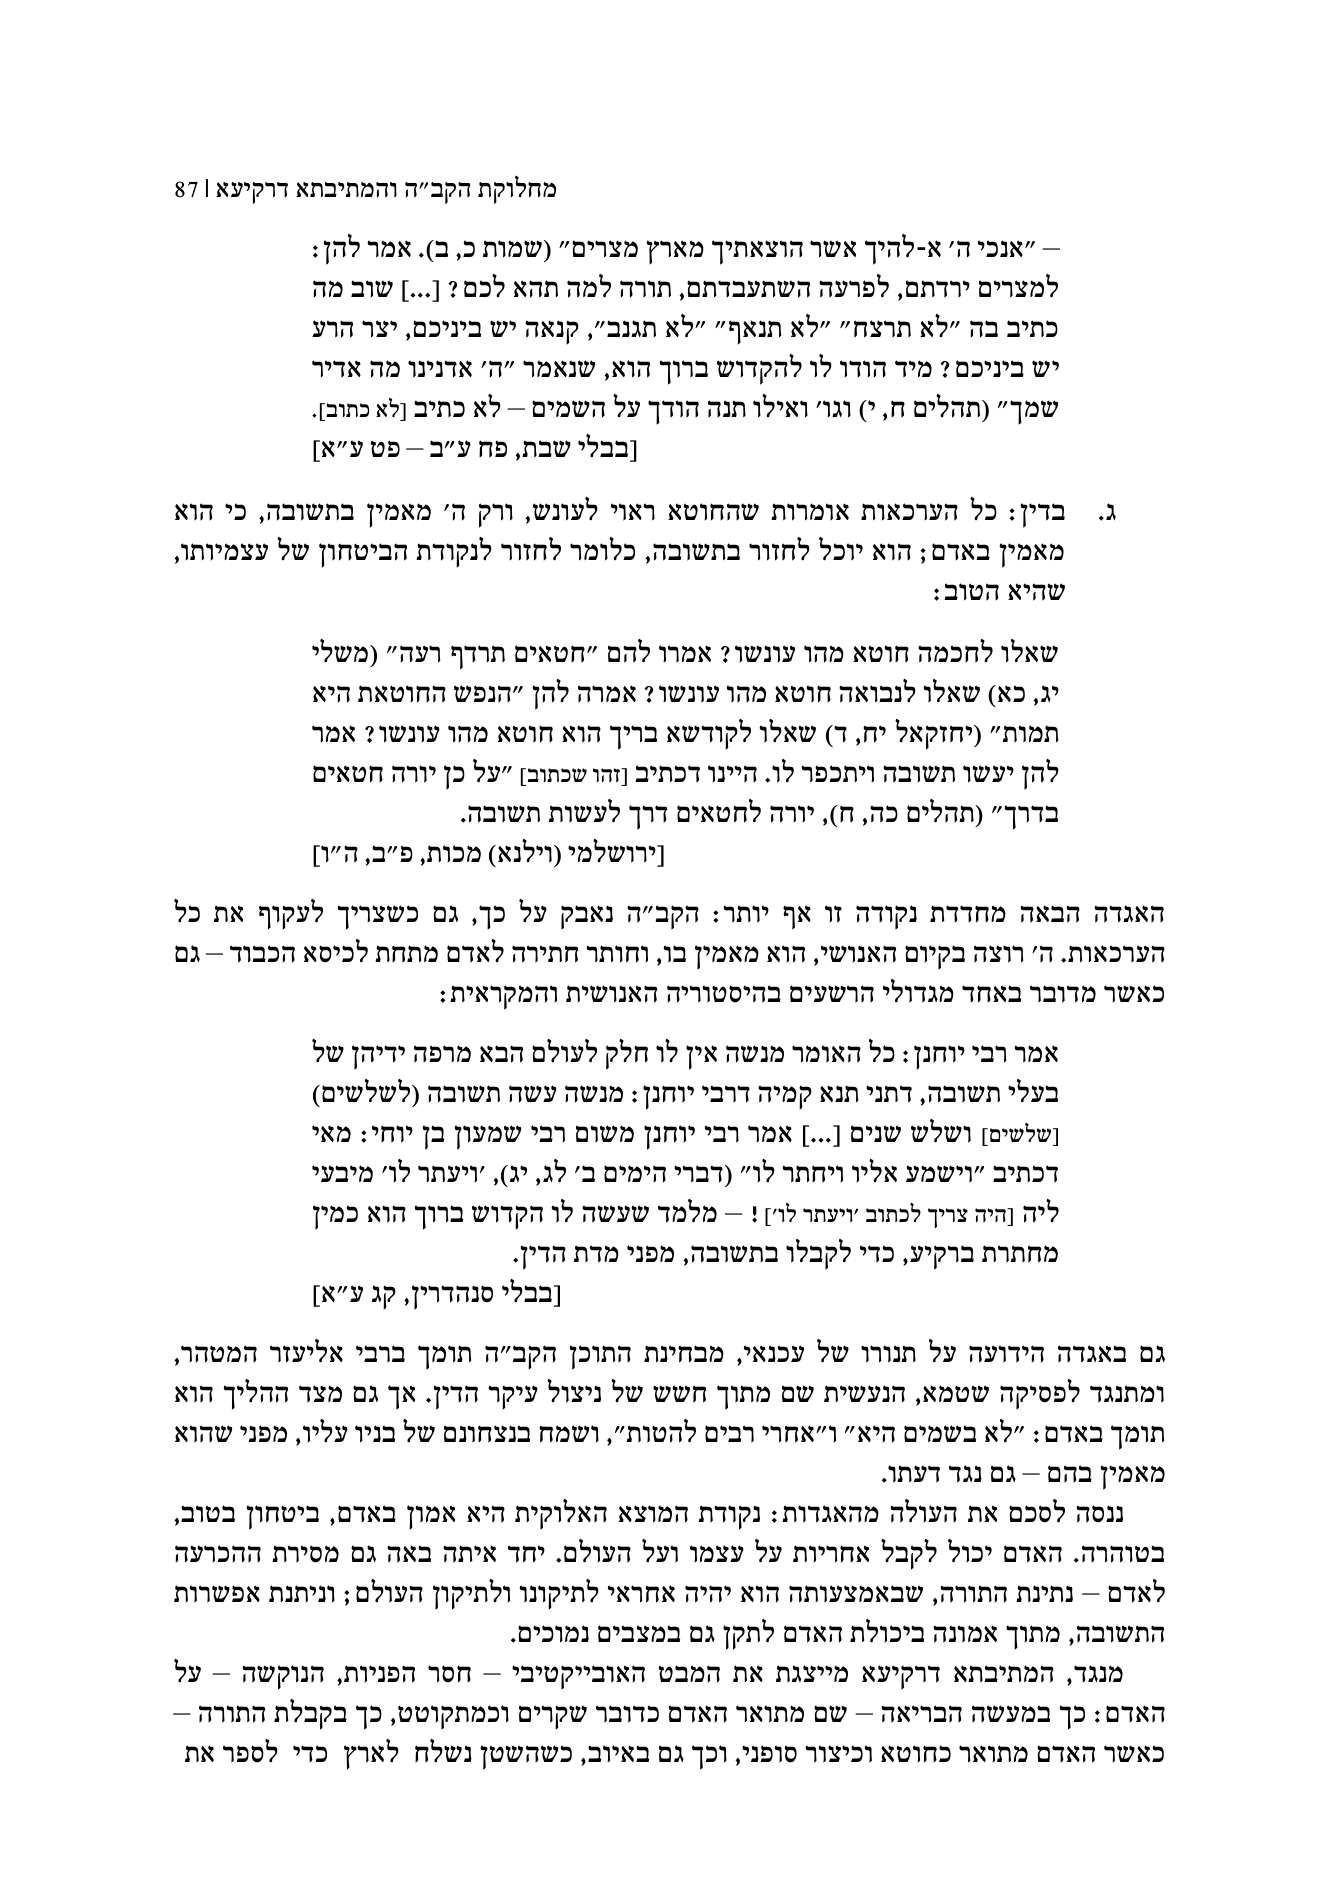 מחלוקת הקב״ה והמתיבתא דרקיעא | 87
– ״אנכי ה׳ א-להיך אשר הוצאתיך מארץ מצרים״ (שמות כ, ב). אמר להן:
למצרים ירדתם, לפרעה השתעבדתם, תורה למה תהא לכם? [...] שוב מה
כתיב בה ״לא תרצח״ ״לא תנאף״ ״לא תגנב״, קנאה יש ביניכם, יצר הרע
יש ביניכם? מיד הודו לו להקדוש ברוך הוא, שנאמר ״ה׳ אדנינו מה אדיר
שמך״ (תהלים ח, י) וגו׳ ואילו תנה הודך על השמים – לא כתיב [לא כתוב].
[בבלי שבת, פח ע״ב – פט ע״א]
ג. בדין: כל הערכאות אומרות שהחוטא ראוי לעונש, ורק ה׳ מאמין בתשובה, כי הוא
מאמין באדם; הוא יוכל לחזור בתשובה, כלומר לחזור לנקודת הביטחון של עצמיותו,
שהיא הטוב:
שאלו לחכמה חוטא מהו עונשו? אמרו להם ״חטאים תרדף רעה״ (משלי
יג, כא) שאלו לנבואה חוטא מהו עונשו? אמרה להן ״הנפש החוטאת היא
תמות״ (יחזקאל יח, ד) שאלו לקודשא בריך הוא חוטא מהו עונשו? אמר
להן יעשו תשובה ויתכפר לו. היינו דכתיב [זהו שכתוב] ״על כן יורה חטאים
בדרך״ (תהלים כה, ח), יורה לחטאים דרך לעשות תשובה.
[ירושלמי (וילנא) מכות, פ״ב, ה״ו]
האגדה הבאה מחדדת נקודה זו אף יותר: הקב״ה נאבק על כך, גם כשצריך לעקוף את כל
הערכאות. ה׳ רוצה בקיום האנושי, הוא מאמין בו, וחותר חתירה לאדם מתחת לכיסא הכבוד – גם
כאשר מדובר באחד מגדולי הרשעים בהיסטוריה האנושית והמקראית:
אמר רבי יוחנן: כל האומר מנשה אין לו חלק לעולם הבא מרפה ידיהן של
בעלי תשובה, דתני תנא קמיה דרבי יוחנן: מנשה עשה תשובה (לשלשים)
[שלשים] ושלש שנים [...] אמר רבי יוחנן משום רבי שמעון בן יוחי: מאי
דכתיב ״וישמע אליו ויחתר לו״ (דברי הימים ב׳ לג, יג), ׳ויעתר לו׳ מיבעי
ליה [היה צריך לכתוב ׳ויעתר לו׳]! – מלמד שעשה לו הקדוש ברוך הוא כמין
מחתרת ברקיע, כדי לקבלו בתשובה, מפני מדת הדין.
[בבלי סנהדרין, קג ע״א]
גם באגדה הידועה על תנורו של עכנאי, מבחינת התוכן הקב״ה תומך ברבי אליעזר המטהר,
ומתנגד לפסיקה שטמא, הנעשית שם מתוך חשש של ניצול עיקר הדין. אך גם מצד ההליך הוא
תומך באדם: ״לא בשמים היא״ ו״אחרי רבים להטות״, ושמח בנצחונם של בניו עליו, מפני שהוא
מאמין בהם – גם נגד דעתו.
ננסה לסכם את העולה מהאגדות: נקודת המוצא האלוקית היא אמון באדם, ביטחון בטוב,
בטוהרה. האדם יכול לקבל אחריות על עצמו ועל העולם. יחד איתה באה גם מסירת ההכרעה
לאדם – נתינת התורה, שבאמצעותה הוא יהיה אחראי לתיקונו ולתיקון העולם; וניתנת אפשרות
התשובה, מתוך אמונה ביכולת האדם לתקן גם במצבים נמוכים.
מנגד, המתיבתא דרקיעא מייצגת את המבט האובייקטיבי – חסר הפניות, הנוקשה – על
האדם: כך במעשה הבריאה – שם מתואר האדם כדובר שקרים וכמתקוטט, כך בקבלת התורה –
כאשר האדם מתואר כחוטא וכיצור סופני, וכך גם באיוב, כשהשטן נשלח לארץ כדי לספר את